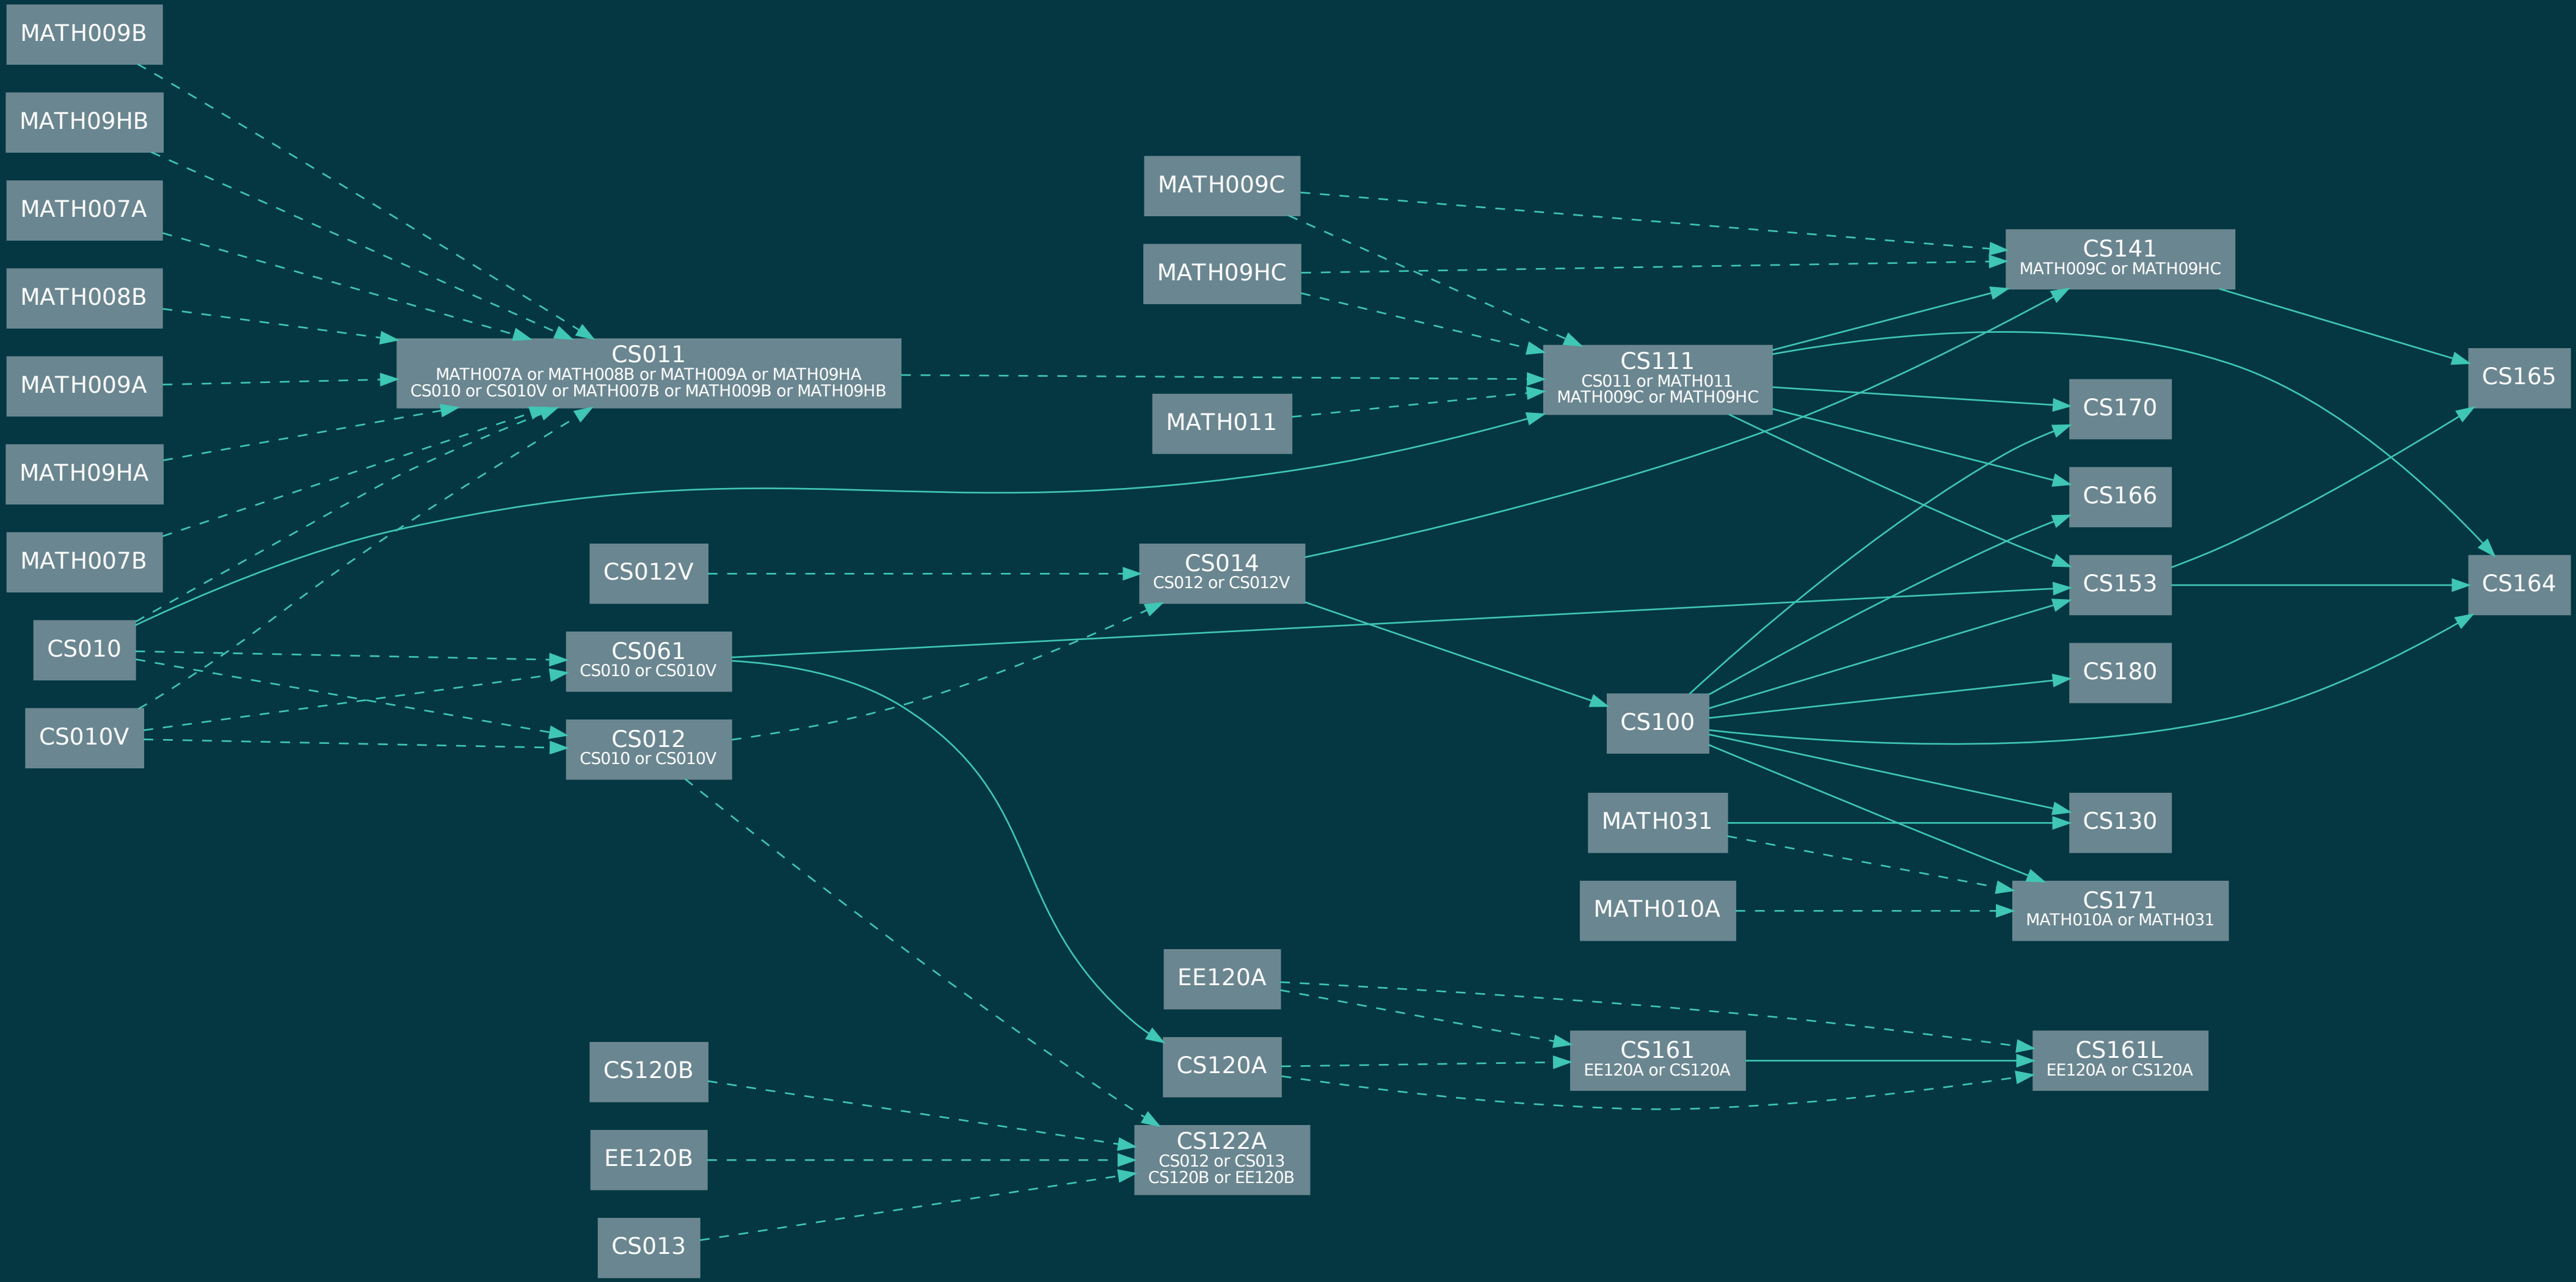 MATH009B
MATH09HB
MATH007A
MATH008B
MATH009A
MATH09HA
MATH007B
CS010
CS010V
CS011
MATH007A or MATH008B or MATH009A or MATH09HA
CS010 or CS010V or MATH007B or MATH009B or MATH09HB
CS012V
CS061
CS010 or CS010V
CS012
CS010 or CS010V
CS120B
EE120B
CS013
MATH009C
MATH09HC
MATH011
CS014
CS012 or CS012V
EE120A
CS120A
CS122A
CS012 or CS013
CS120B or EE120B
CS111
CS011 or MATH011
MATH009C or MATH09HC
CS100
MATH031
MATH010A
CS161
EE120A or CS120A
CS141
MATH009C or MATH09HC
CS170
CS166
CS153
CS180
CS130
CS171
MATH010A or MATH031
CS161L
EE120A or CS120A
CS165
CS164